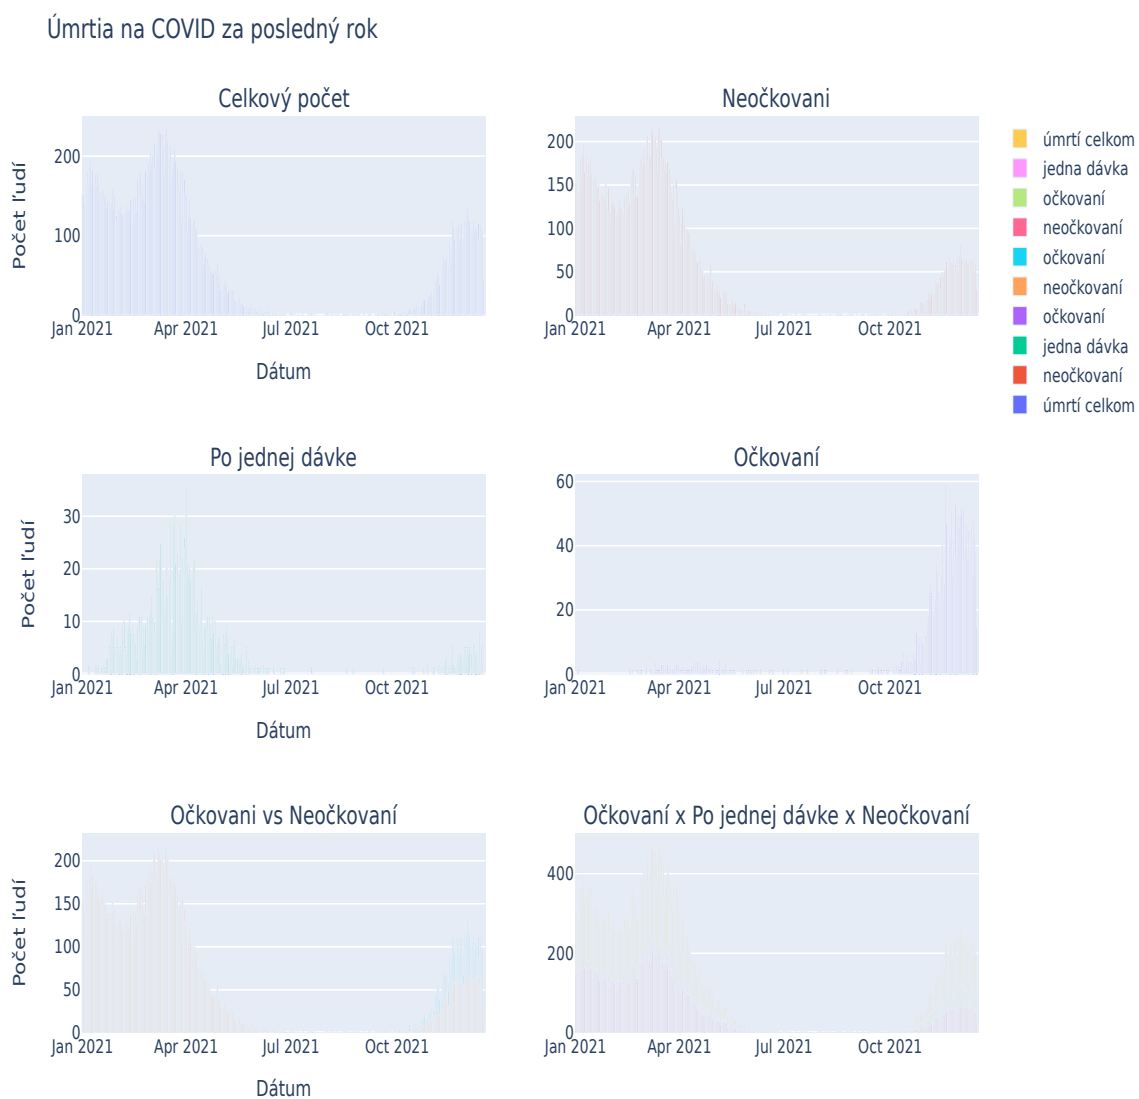 Úmrtia na COVID za posledný rok
Celkový počet
Neočkovani
Počet ľudí
200
100
0
Jan 2021
Apr 2021
Jul 2021
Oct 2021
Dátum
200
150
100
50
0
Jan 2021
Apr 2021
Jul 2021
Oct 2021
úmrtí celkom
jedna dávka
očkovaní
neočkovaní
očkovaní
neočkovaní
očkovaní
jedna dávka
neočkovaní
úmrtí celkom
Po jednej dávke
Očkovaní
Počet ľudí
30
20
10
0
Jan 2021
Apr 2021
Jul 2021
Oct 2021
Dátum
60
40
20
0
Jan 2021
Apr 2021
Jul 2021
Oct 2021
Očkovani vs Neočkovaní
Očkovaní x Po jednej dávke x Neočkovaní
Počet ľudí
200
150
100
50
0
Jan 2021
Apr 2021
Jul 2021
Oct 2021
Dátum
400
200
0
Jan 2021
Apr 2021
Jul 2021
Oct 2021